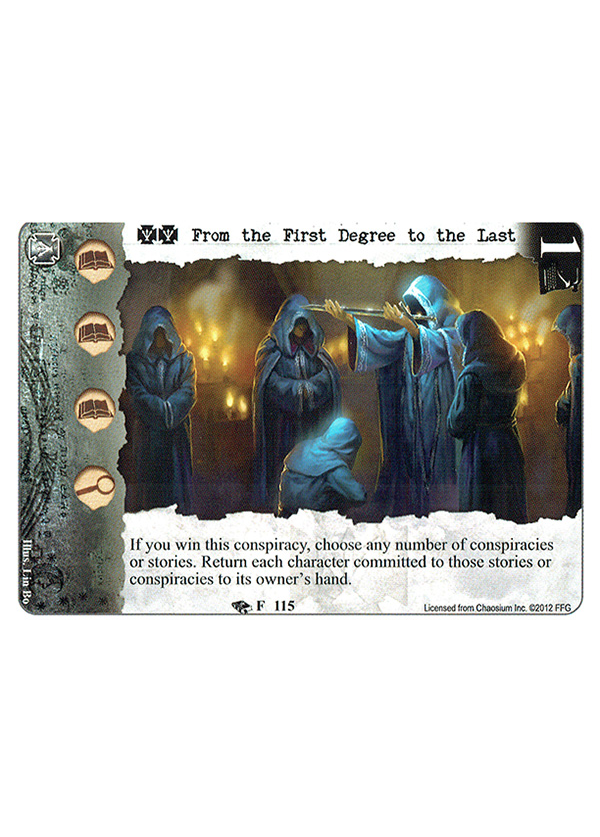 From the First Degree to the Last
1
If you win this conspiracy, choose any number of conspiracies
or stories. Return each character committed to those stories or
conspiracies to its owner's hand.
Illus. Lin Bo
F 115
Licensed from Chaosium Inc. ©2012 FFG